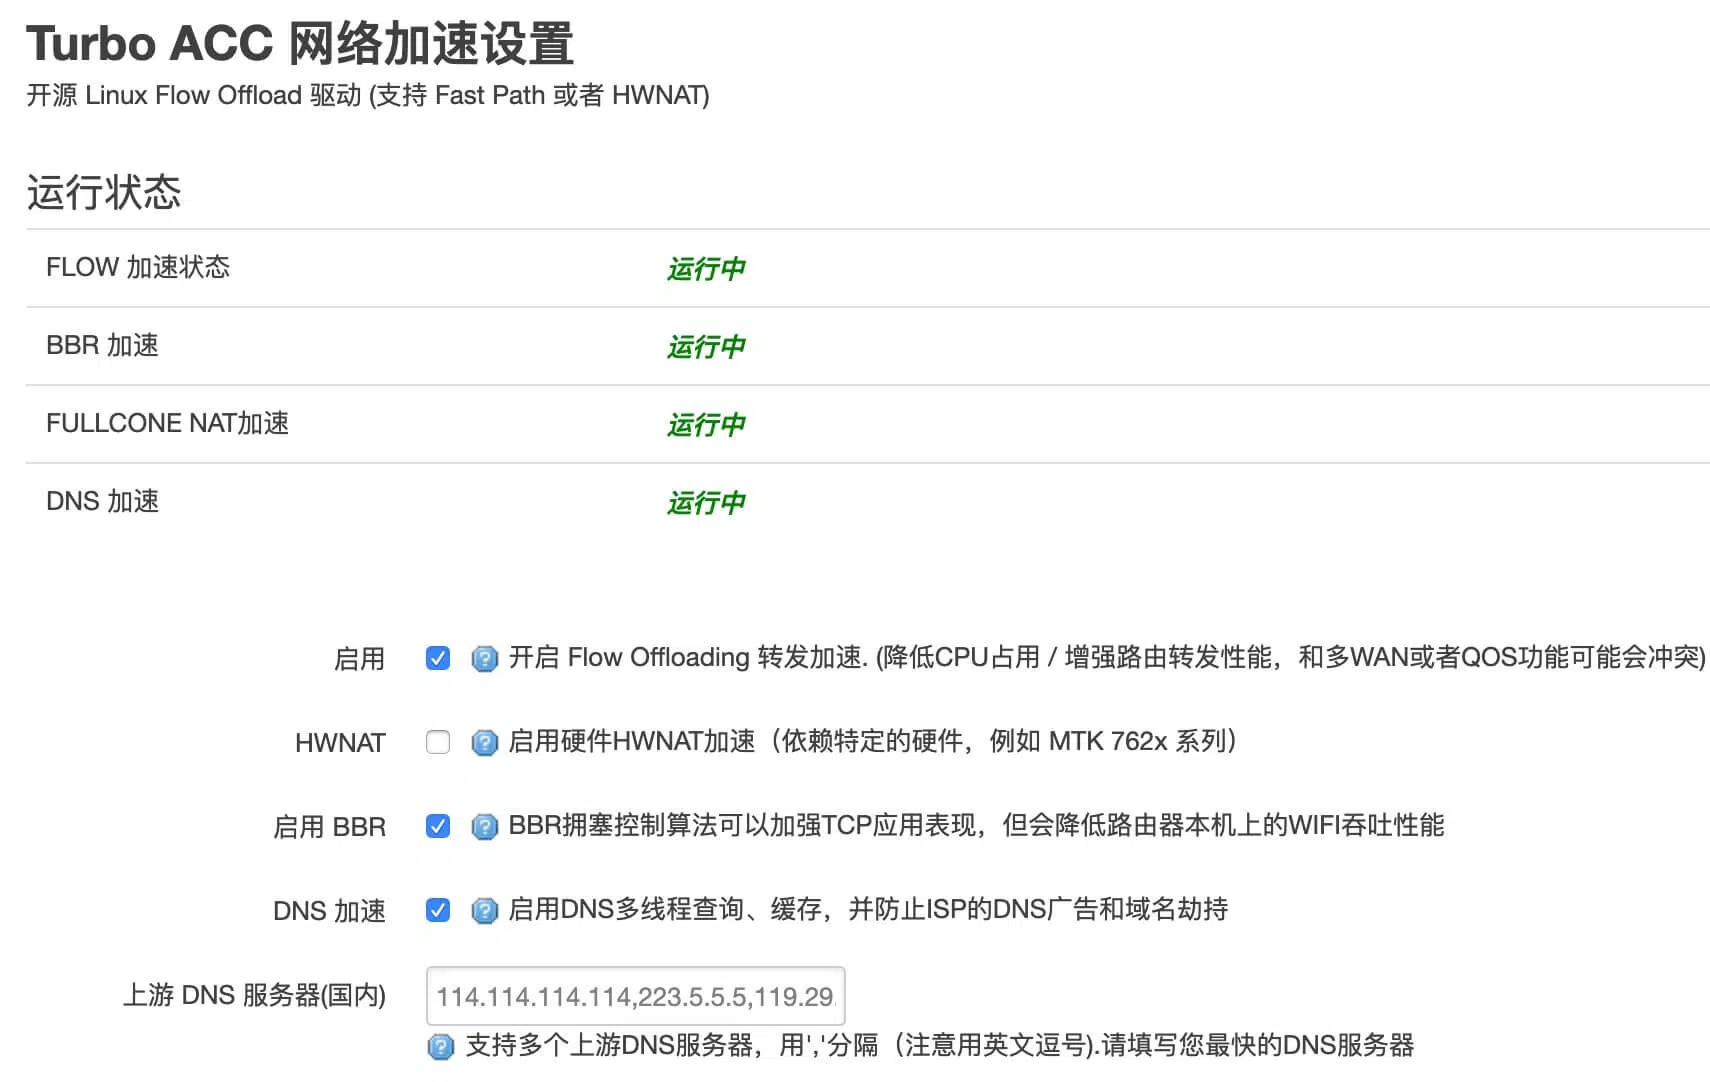 Turbo ACC 网络加速设置
开源 Linux Flow Offload 驱动 (支持 Fast Path 或者 HWNAT)
运行状态
FLOW 加速状态 运行中
BBR 加速 运行中
FULLCONE NAT加速 运行中
DNS 加速 运行中
启用 开启 Flow Offloading 转发加速. (降低CPU占用 / 增强路由转发性能，和多WAN或者QOS功能可能会冲突)
HWNAT 启用硬件HWNAT加速（依赖特定的硬件，例如 MTK 762x 系列）
启用 BBR BBR拥塞控制算法可以加强TCP应用表现，但会降低路由器本机上的WIFI吞吐性能
DNS 加速 启用DNS多线程查询、缓存，并防止ISP的DNS广告和域名劫持
上游 DNS 服务器(国内) 114.114.114.114,223.5.5.5,119.29.
支持多个上游DNS服务器，用','分隔（注意用英文逗号).请填写您最快的DNS服务器